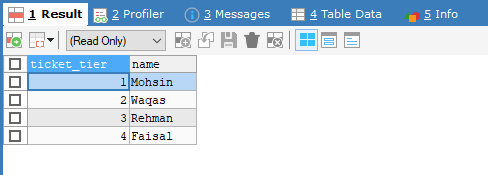 1 Result 2 Profiler 3 Messages 4 Table Data 5 Info
(Read Only)
ticket_tier name
1 Mohsin
2 Waqas
3 Rehman
4 Faisal